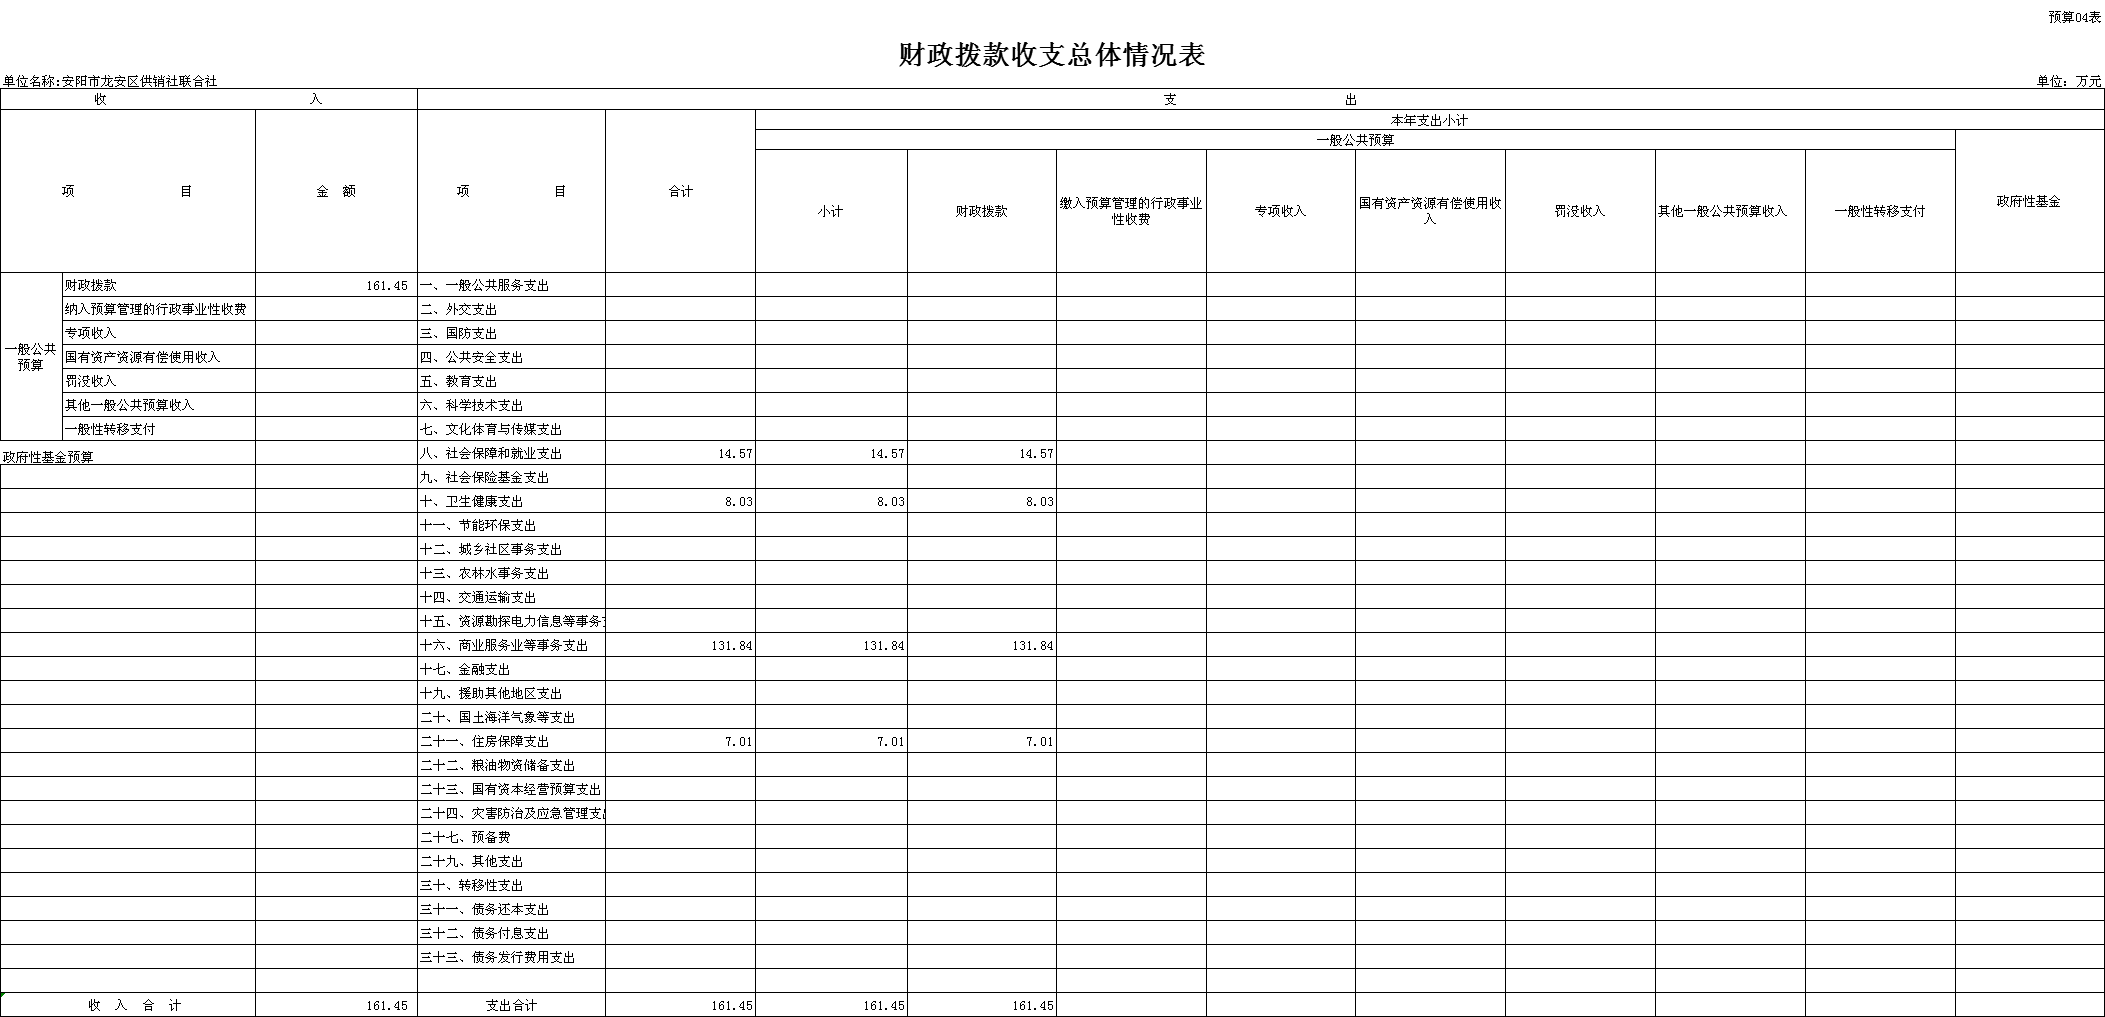 预算04表
财政拨款收支总体情况表
单位名称:安阳市龙安区供销社联合社 单位：万元
收 入 支 出
项 目 金 额 项 目 合计 本年支出小计
一般公共预算 政府性基金
小计 财政拨款 缴入预算管理的行政事业性收费 专项收入 国有资产资源有偿使用收入 罚没收入 其他一般公共预算收入 一般性转移支付
一般公共预算 财政拨款 161.45 一、一般公共服务支出
纳入预算管理的行政事业性收费 二、外交支出
专项收入 三、国防支出
国有资产资源有偿使用收入 四、公共安全支出
罚没收入 五、教育支出
其他一般公共预算收入 六、科学技术支出
一般性转移支付 七、文化体育与传媒支出
政府性基金预算 八、社会保障和就业支出 14.57 14.57 14.57
九、社会保险基金支出
十、卫生健康支出 8.03 8.03 8.03
十一、节能环保支出
十二、城乡社区事务支出
十三、农林水事务支出
十四、交通运输支出
十五、资源勘探电力信息等事务支
十六、商业服务业等事务支出 131.84 131.84 131.84
十七、金融支出
十九、援助其他地区支出
二十、国土海洋气象等支出
二十一、住房保障支出 7.01 7.01 7.01
二十二、粮油物资储备支出
二十三、国有资本经营预算支出
二十四、灾害防治及应急管理支出
二十七、预备费
二十九、其他支出
三十、转移性支出
三十一、债务还本支出
三十二、债务付息支出
三十三、债务发行费用支出
收 入 合 计 161.45 支出合计 161.45 161.45 161.45